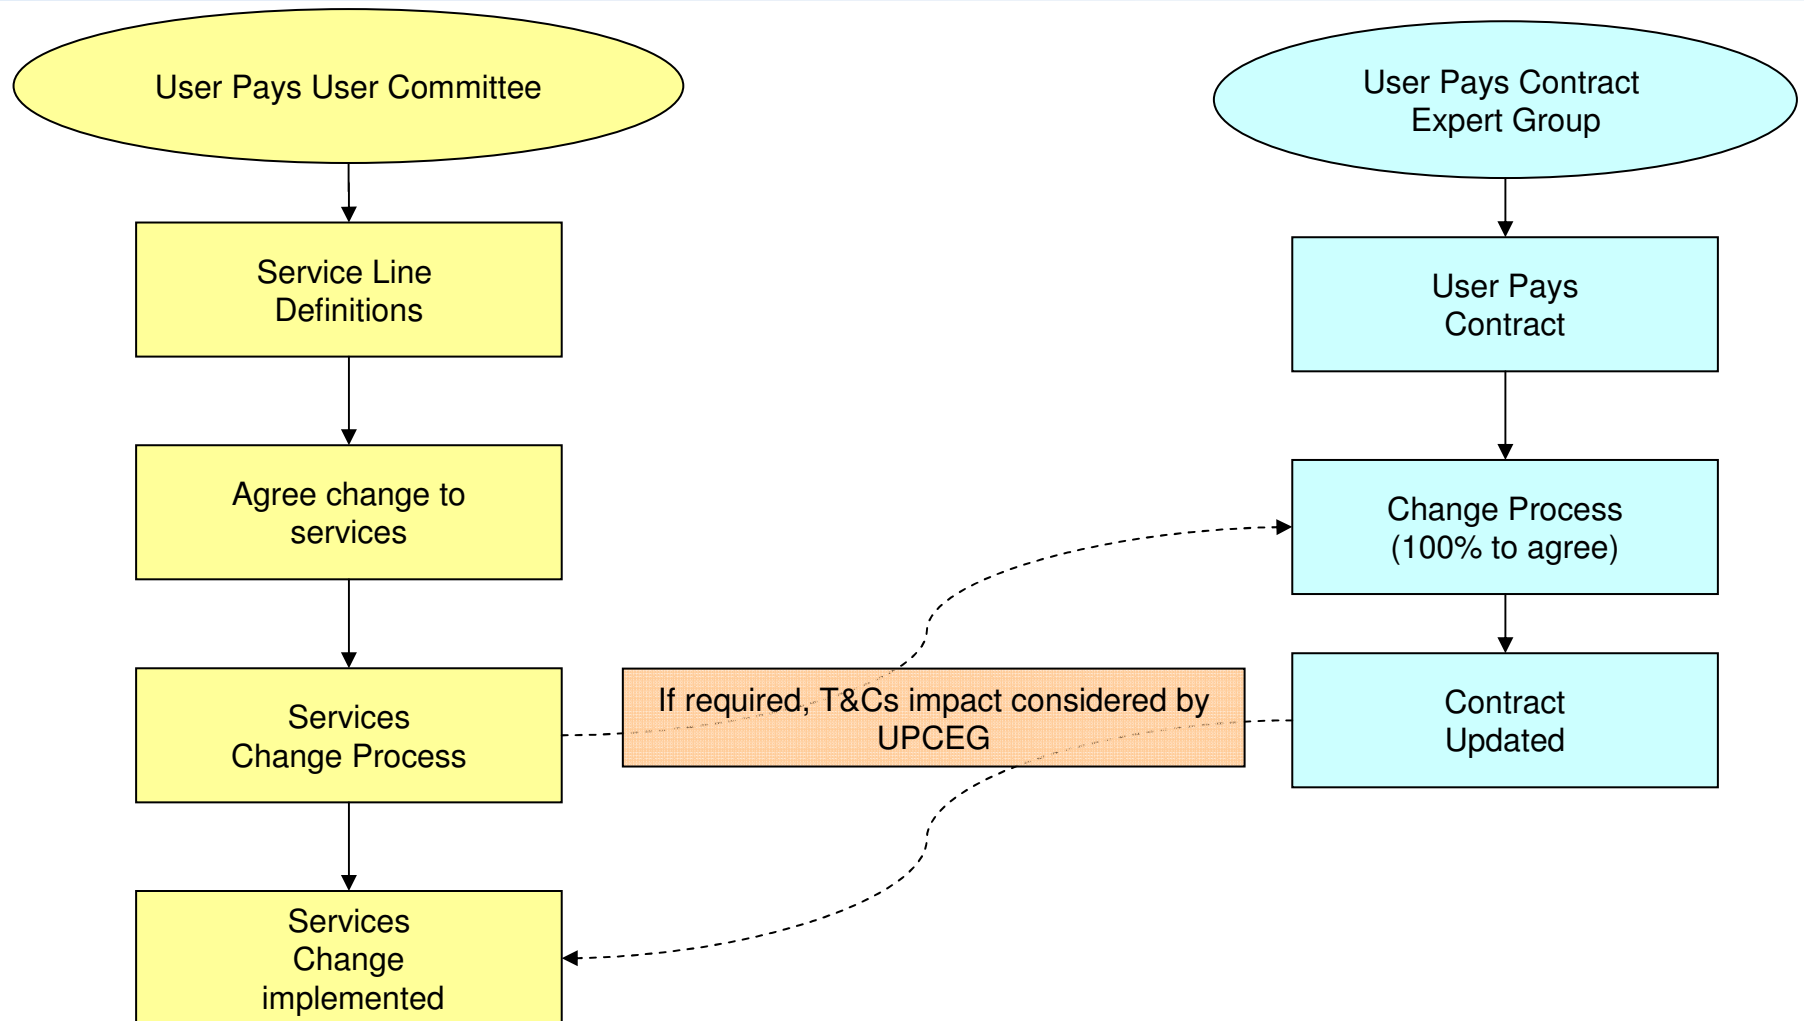 User Pays User Committee
Service Line
Definitions
Agree change to
services
Services
Change Process
Services
Change
implemented
If required, T&Cs impact considered by
UPCEG
User Pays Contract
Expert Group
User Pays
Contract
Change Process
(100% to agree)
Contract
Updated